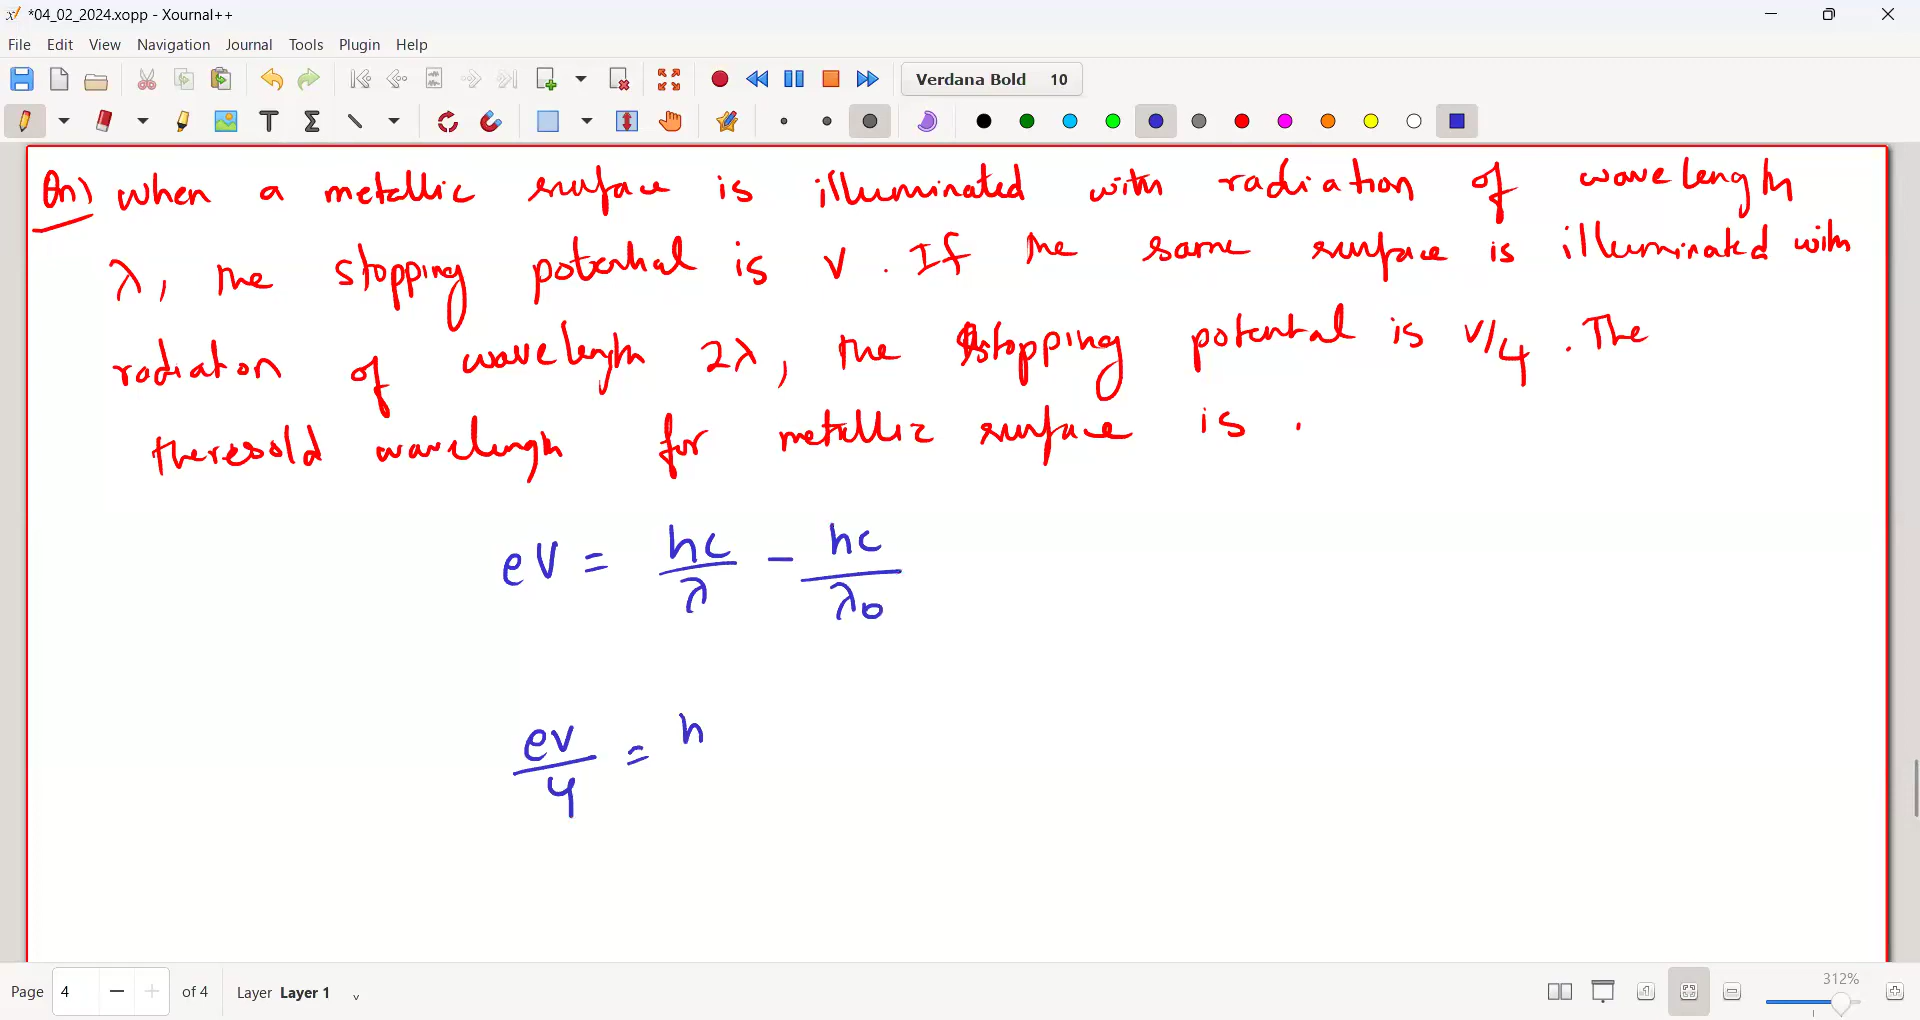 *04_02_2024.xopp - Xournal++
File Edit View Navigation Journal Tools Plugin Help
Verdana Bold 10
Qn) when a metallic surface is illuminated with radiation of wavelength
λ, the stopping potential is V. If the same surface is illuminated with
radiation of wavelength 2λ, the stopping potential is V/4. The
theresold wavelength for metallic surface is .
eV = hc/λ - hc/λ0
eV/4 = h
Page 4 of 4 Layer Layer 1 312%